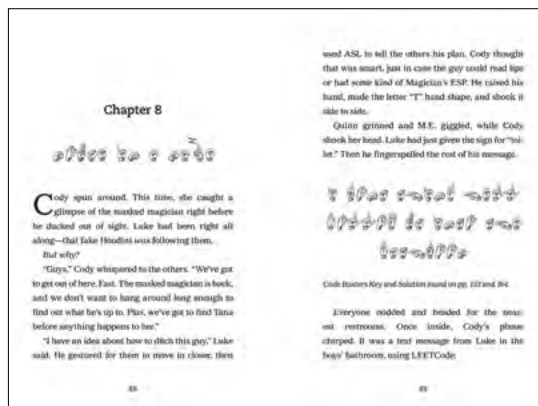 Chapter 8
Cody spun around. This time, she caught a
glimpse of the masked magician right before
he ducked out of sight. Luke had been right all
along—that fake Houdini was following them.
But why?
"Guys," Cody whispered to the others. "We've got
to get out of here. Fast. The masked magician is back,
and we don't want to hang around long enough to
find out what he's up to. Plus, we've got to find Tana
before anything happens to her."
"I have an idea about how to ditch this guy," Luke
said. He gestured for them to move in closer, then
used ASL to tell the others his plan. Cody thought
that was smart, just in case the guy could read lips
or had some kind of Magician's ESP. He raised his
hand, made the letter "T" hand shape, and shook it
side to side.
Quinn grinned and M.E. giggled, while Cody
shook her head. Luke had just given the sign for "toi-
let." Then he fingerspelled the rest of his message.
Code Busters Key and Solution found on pp.
Everyone nodded and headed for the near-
est restrooms. Once inside, Cody's phone
chirped. It was a text message from Luke in the
boys' bathroom, using LEETCode: